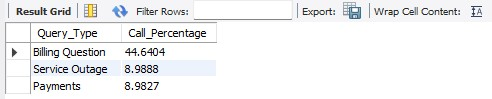 Result Grid Filter Rows: Export: Wrap Cell Content: IA
Query_Type Call_Percentage
Billing Question 44.6404
Service Outage 8.9888
Payments 8.9827